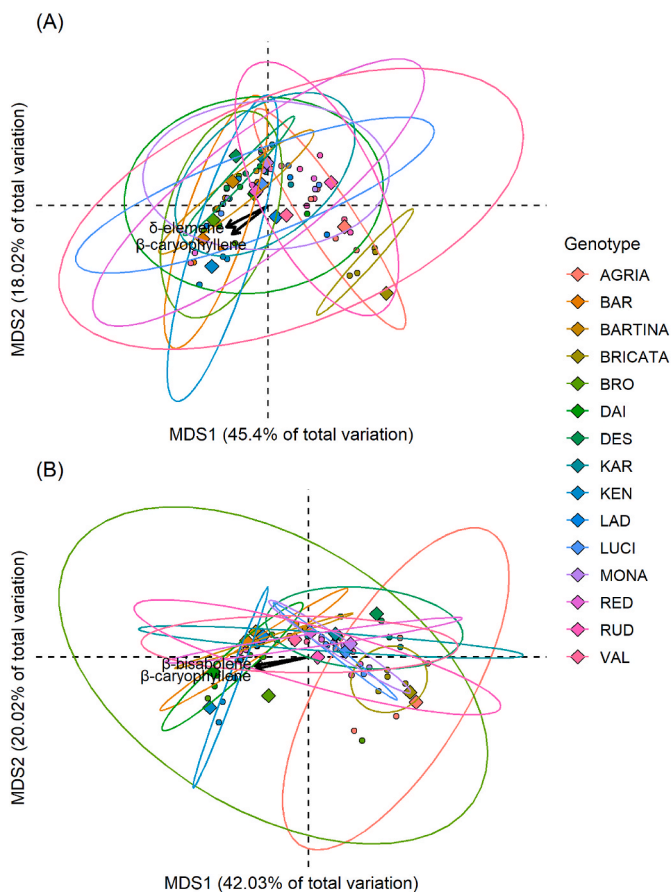 (A)
MDS2 (18.02% of total variation)
δ-elemene
β-caryophyllene
MDS1 (45.4% of total variation)
Genotype
AGRIA
BAR
BARTINA
BRICATA
BRO
DAI
DES
KAR
KEN
LAD
LUCI
MONA
RED
RUD
VAL
(B)
MDS2 (20.02% of total variation)
β-bisabolene
β-caryophyllene
MDS1 (42.03% of total variation)